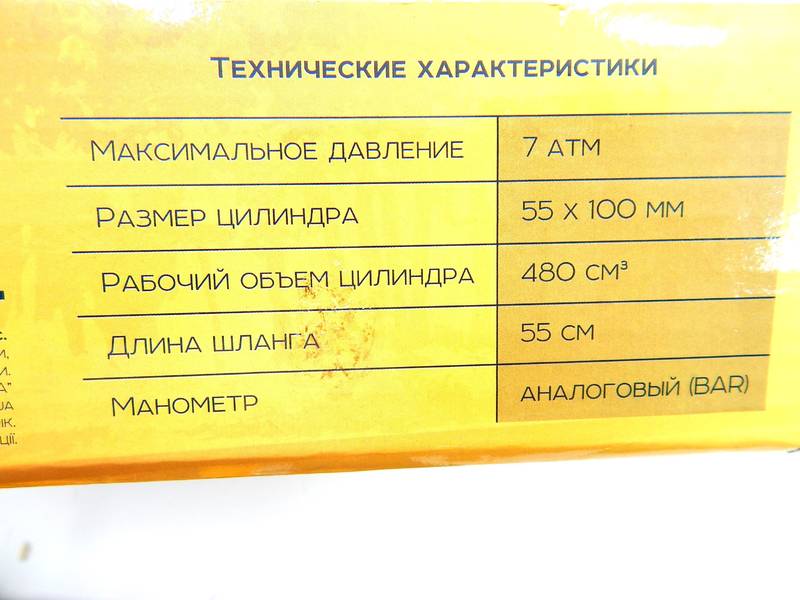 ТЕХНИЧЕСКИЕ ХАРАКТЕРИСТИКИ
МАКСИМАЛЬНОЕ ДАВЛЕНИЕ 7 АТМ
РАЗМЕР ЦИЛИНДРА 55 X 100 ММ
РАБОЧИЙ ОБЪЕМ ЦИЛИНДРА 480 СМ³
ДЛИНА ШЛАНГА 55 СМ
МАНОМЕТР АНАЛОГОВЫЙ (BAR)